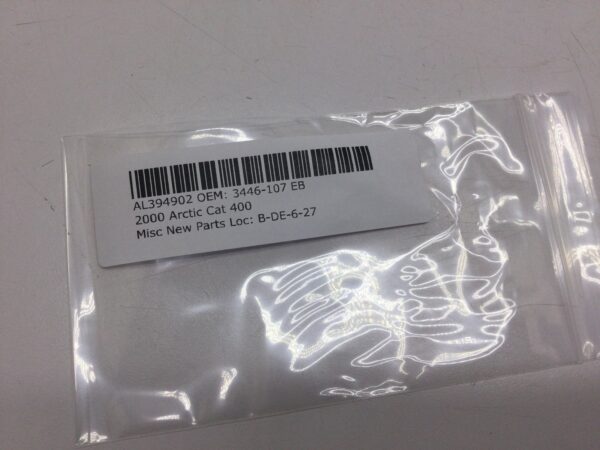 AL394902 OEM: 3446-107 EB
2000 Arctic Cat 400
Misc New Parts Loc: B-DE-6-27